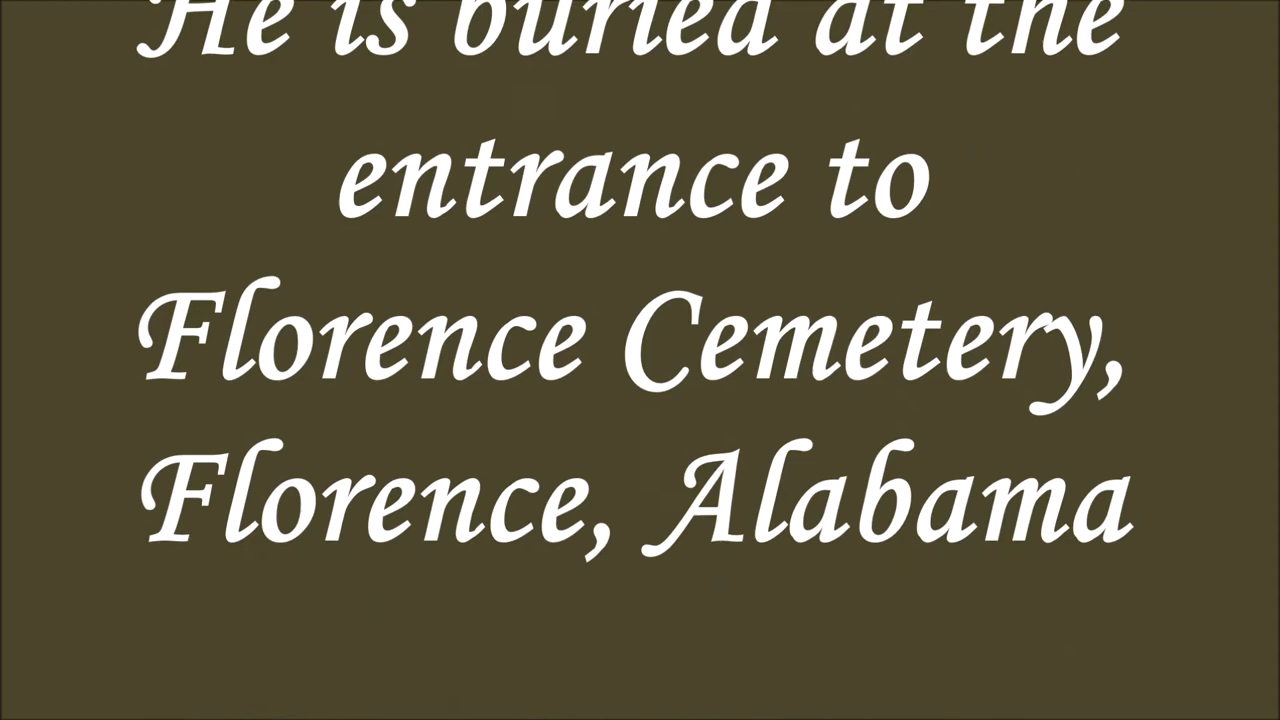 He is buried at the
entrance to
Florence Cemetery,
Florence, Alabama